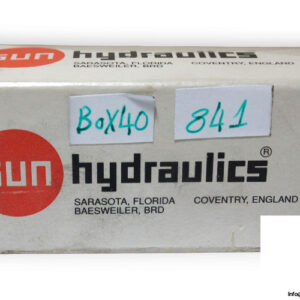 sun hydraulics
SARASOTA, FLORIDA COVENTRY, ENGLAND
BAESWEILER, BRD
BoX40 841
sun hydraulics®
SARASOTA, FLORIDA COVENTRY, ENGLAND
BAESWEILER, BRD